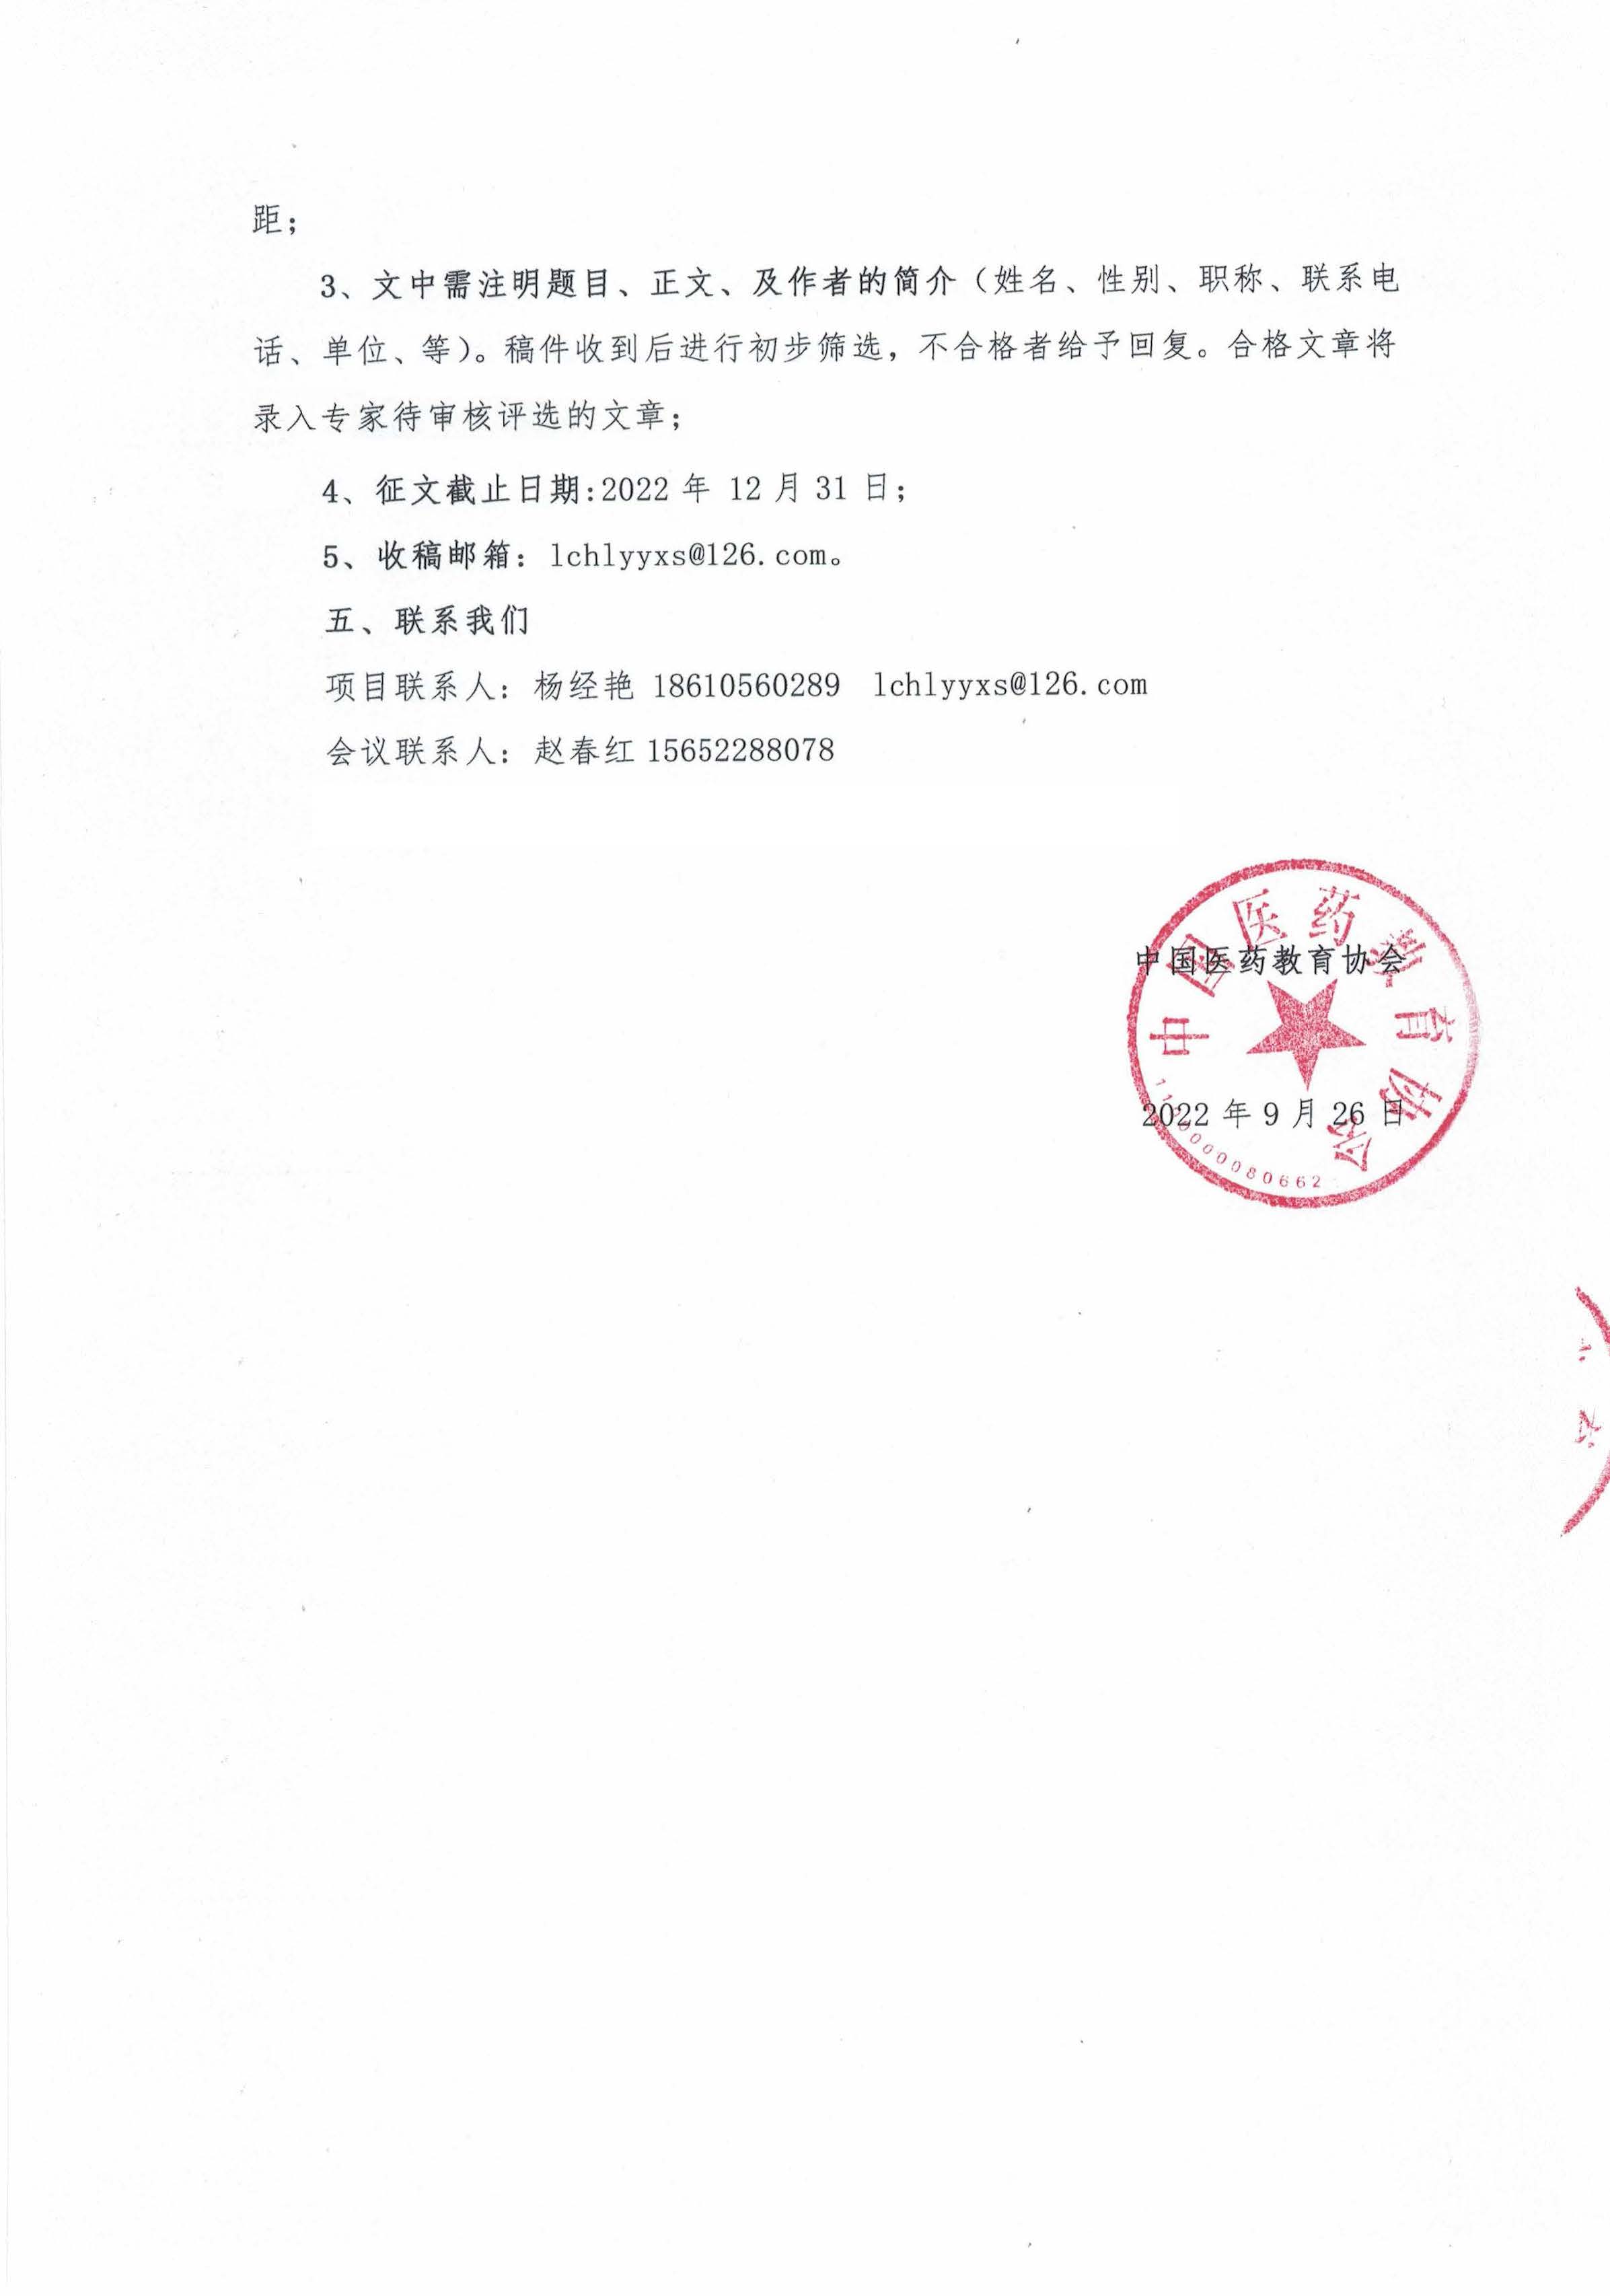 距；
3、文中需注明题目、正文、及作者的简介（姓名、性别、职称、联系电
话、单位、等）。稿件收到后进行初步筛选，不合格者给予回复。合格文章将
录入专家待审核评选的文章；
4、征文截止日期:2022 年 12 月 31 日；
5、收稿邮箱：lchlyyxs@126.com。
五、联系我们
项目联系人：杨经艳 18610560289 lchlyyxs@126.com
会议联系人：赵春红 15652288078
中国医药教育协会
中国医药教育协会
2022 年 9 月 26 日